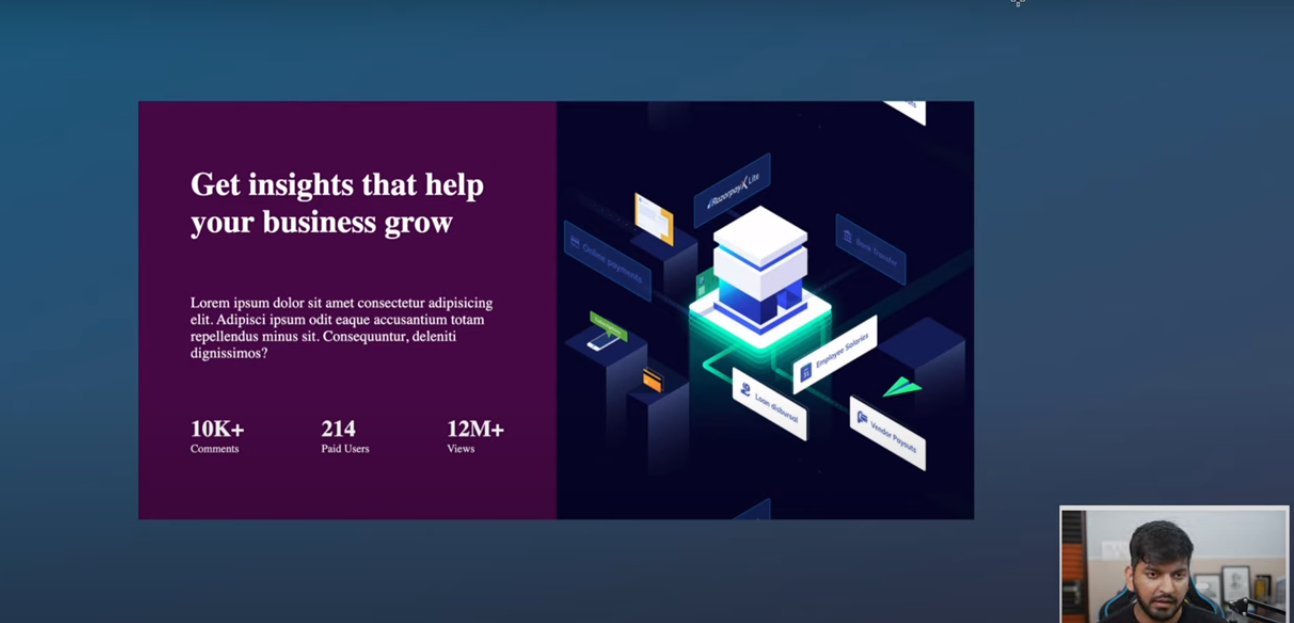 Get insights that help
your business grow
Lorem ipsum dolor sit amet consectetur adipisicing
elit. Adipisci ipsum odit eaque accusantium totam
repellendus minus sit. Consequuntur, deleniti
dignissimos?
10K+ 214 12M+
Comments Paid Users Views
RazorpayX Lite
Online payments
Bank Transfer
Employee Salaries
Loan disbursal
Vendor Payouts